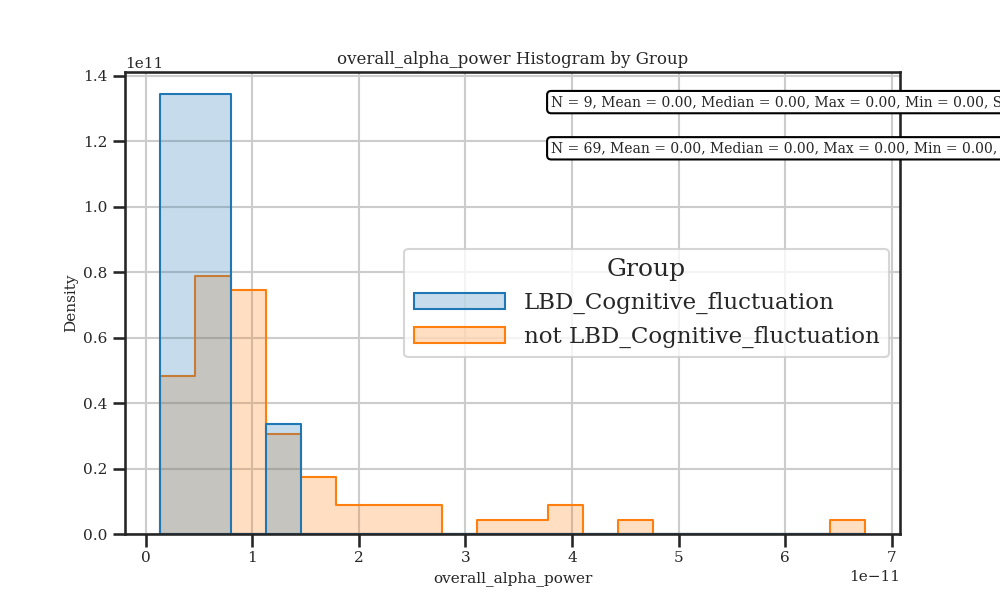 overall_alpha_power Histogram by Group
1e11
1.4
1.2
1.0
0.8
0.6
0.4
0.2
0.0
Density
N = 9, Mean = 0.00, Median = 0.00, Max = 0.00, Min = 0.00, S
N = 69, Mean = 0.00, Median = 0.00, Max = 0.00, Min = 0.00,
Group
LBD_Cognitive_fluctuation
not LBD_Cognitive_fluctuation
0 1 2 3 4 5 6 7
1e−11
overall_alpha_power